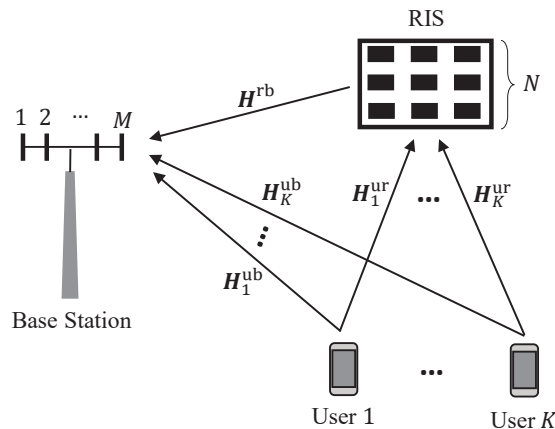 RIS
N
H^rb
1 2 ... M
H_K^ub
H_1^ur
...
H_K^ur
...
H_1^ub
Base Station
...
User 1
User K